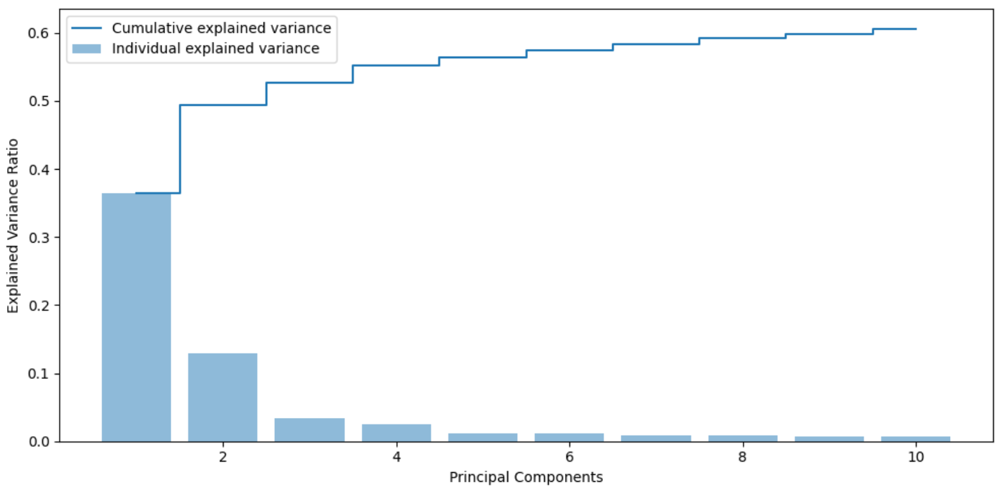 Cumulative explained variance
Individual explained variance
0.6
0.5
0.4
0.3
0.2
0.1
0.0
Explained Variance Ratio
2 4 6 8 10
Principal Components